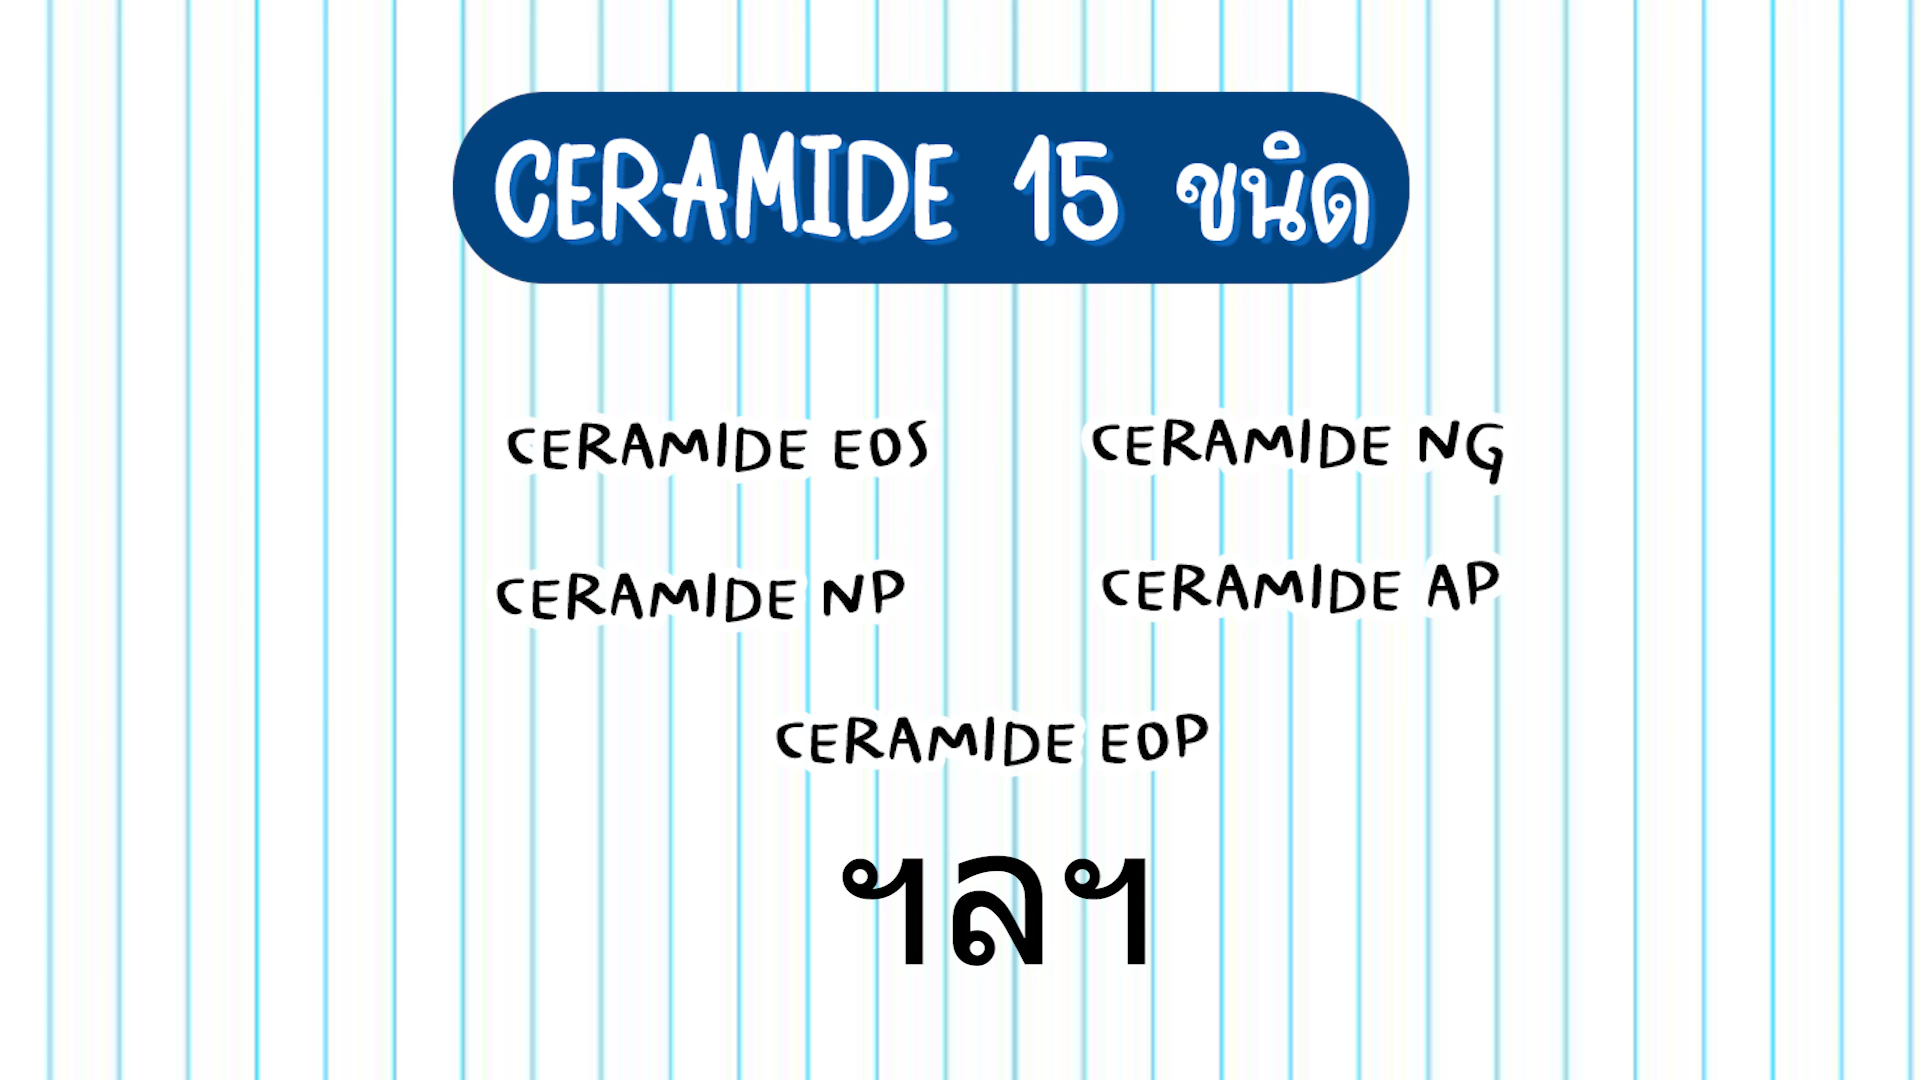 CERAMIDE 15 ชนิด
CERAMIDE EOS
CERAMIDE NG
CERAMIDE NP
CERAMIDE AP
CERAMIDE EOP
ฯลฯ